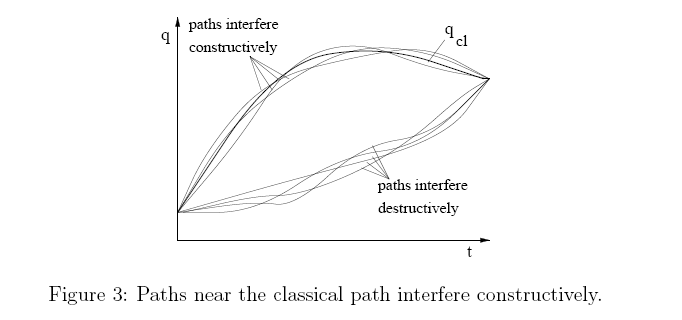 q
paths interfere
constructively
q cl
paths interfere
destructively
t
Figure 3: Paths near the classical path interfere constructively.